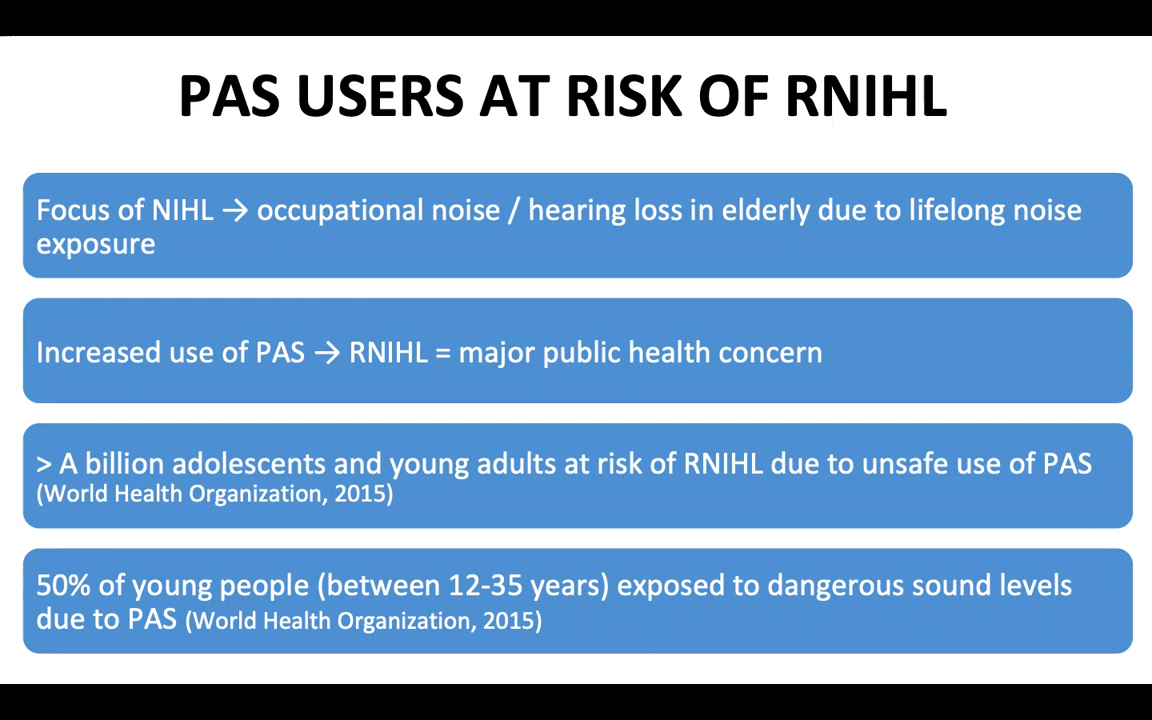 PAS USERS AT RISK OF RNIHL
Focus of NIHL → occupational noise / hearing loss in elderly due to lifelong noise
exposure
Increased use of PAS → RNIHL = major public health concern
> A billion adolescents and young adults at risk of RNIHL due to unsafe use of PAS
(World Health Organization, 2015)
50% of young people (between 12-35 years) exposed to dangerous sound levels
due to PAS (World Health Organization, 2015)